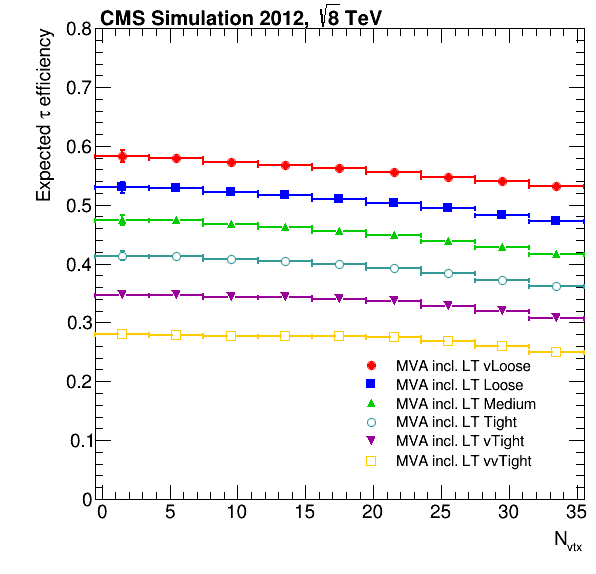 CMS Simulation 2012, √8 TeV
Expected τ efficiency
0.8
0.7
0.6
0.5
0.4
0.3
0.2
0.1
0
MVA incl. LT vLoose
MVA incl. LT Loose
MVA incl. LT Medium
MVA incl. LT Tight
MVA incl. LT vTight
MVA incl. LT vvTight
0 5 10 15 20 25 30 35
N_vtx